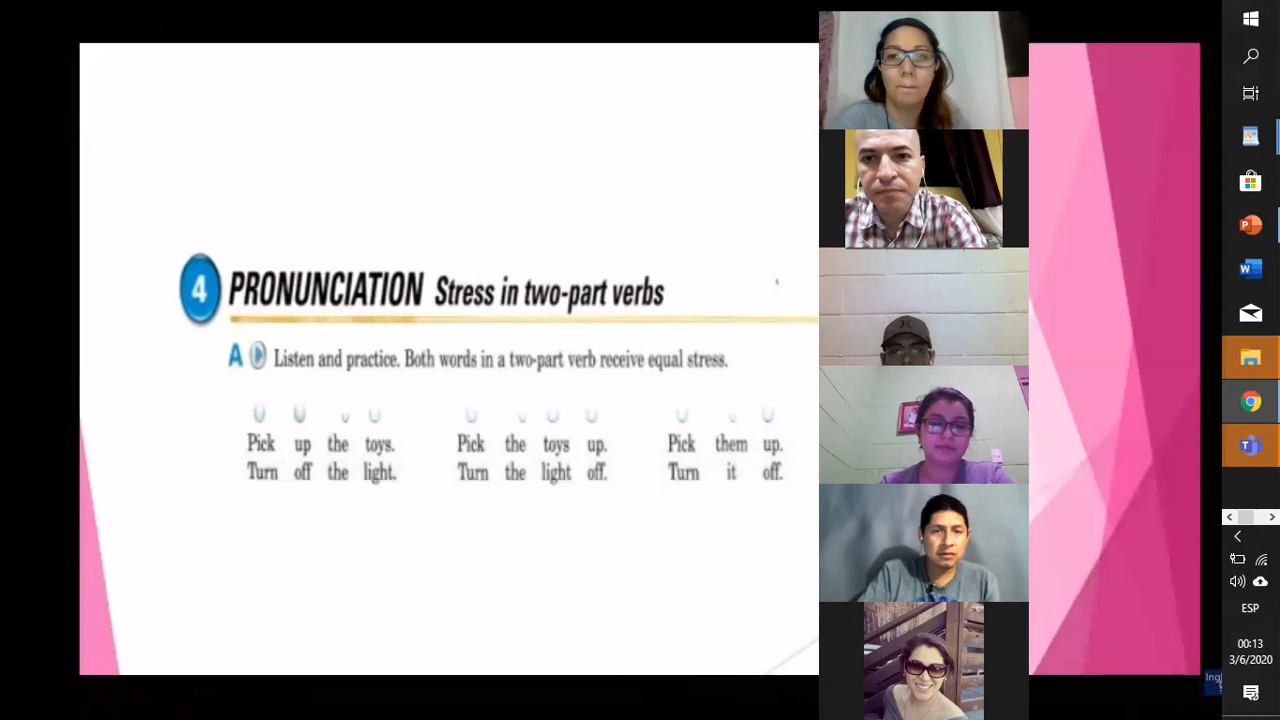 4 PRONUNCIATION Stress in two-part verbs
A Listen and practice. Both words in a two-part verb receive equal stress.
Pick up the toys. Pick the toys up. Pick them up.
Turn off the light. Turn the light off. Turn it off.
ESP
00:13
3/6/2020